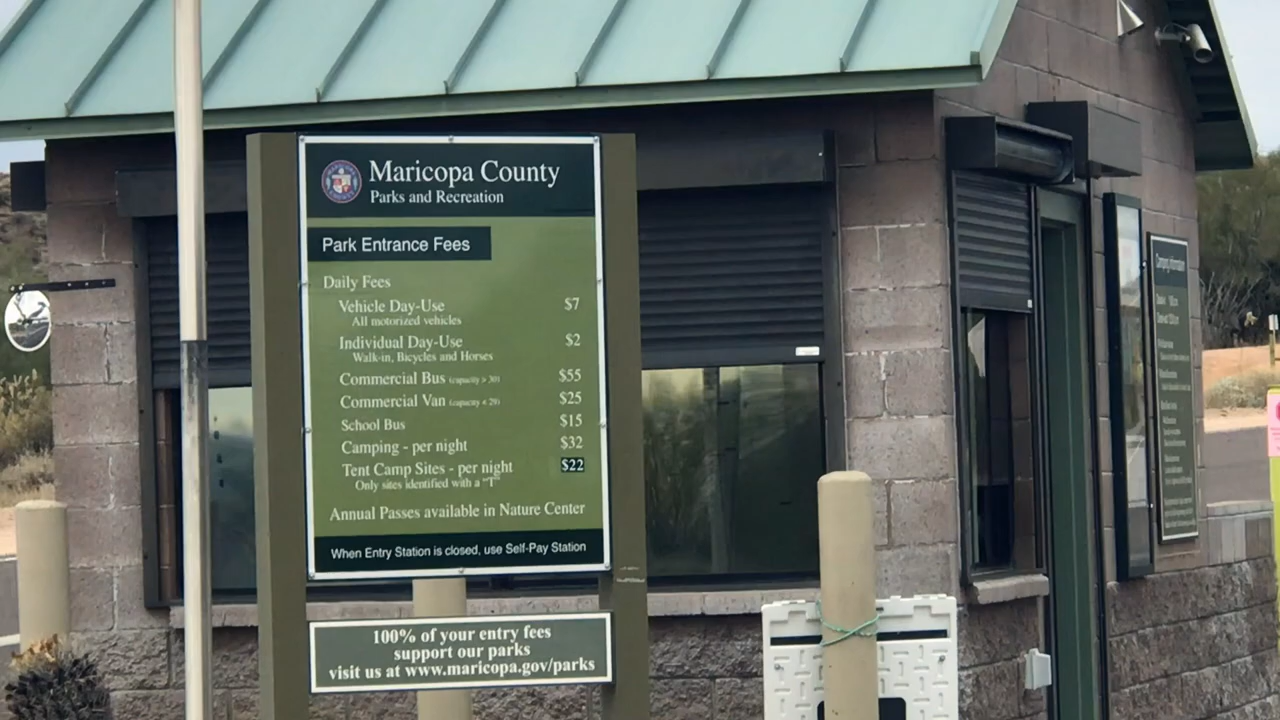 Maricopa County
Parks and Recreation
Park Entrance Fees
Daily Fees
Vehicle Day-Use $7
All motorized vehicles
Individual Day-Use $2
Walk-in, Bicycles and Horses
Commercial Bus (capacity > 30) $55
Commercial Van (capacity < 29) $25
School Bus $15
Camping - per night $32
Tent Camp Sites - per night $22
Only sites identified with a "T"
Annual Passes available in Nature Center
When Entry Station is closed, use Self-Pay Station
100% of your entry fees
support our parks
visit us at www.maricopa.gov/parks
Camping Information